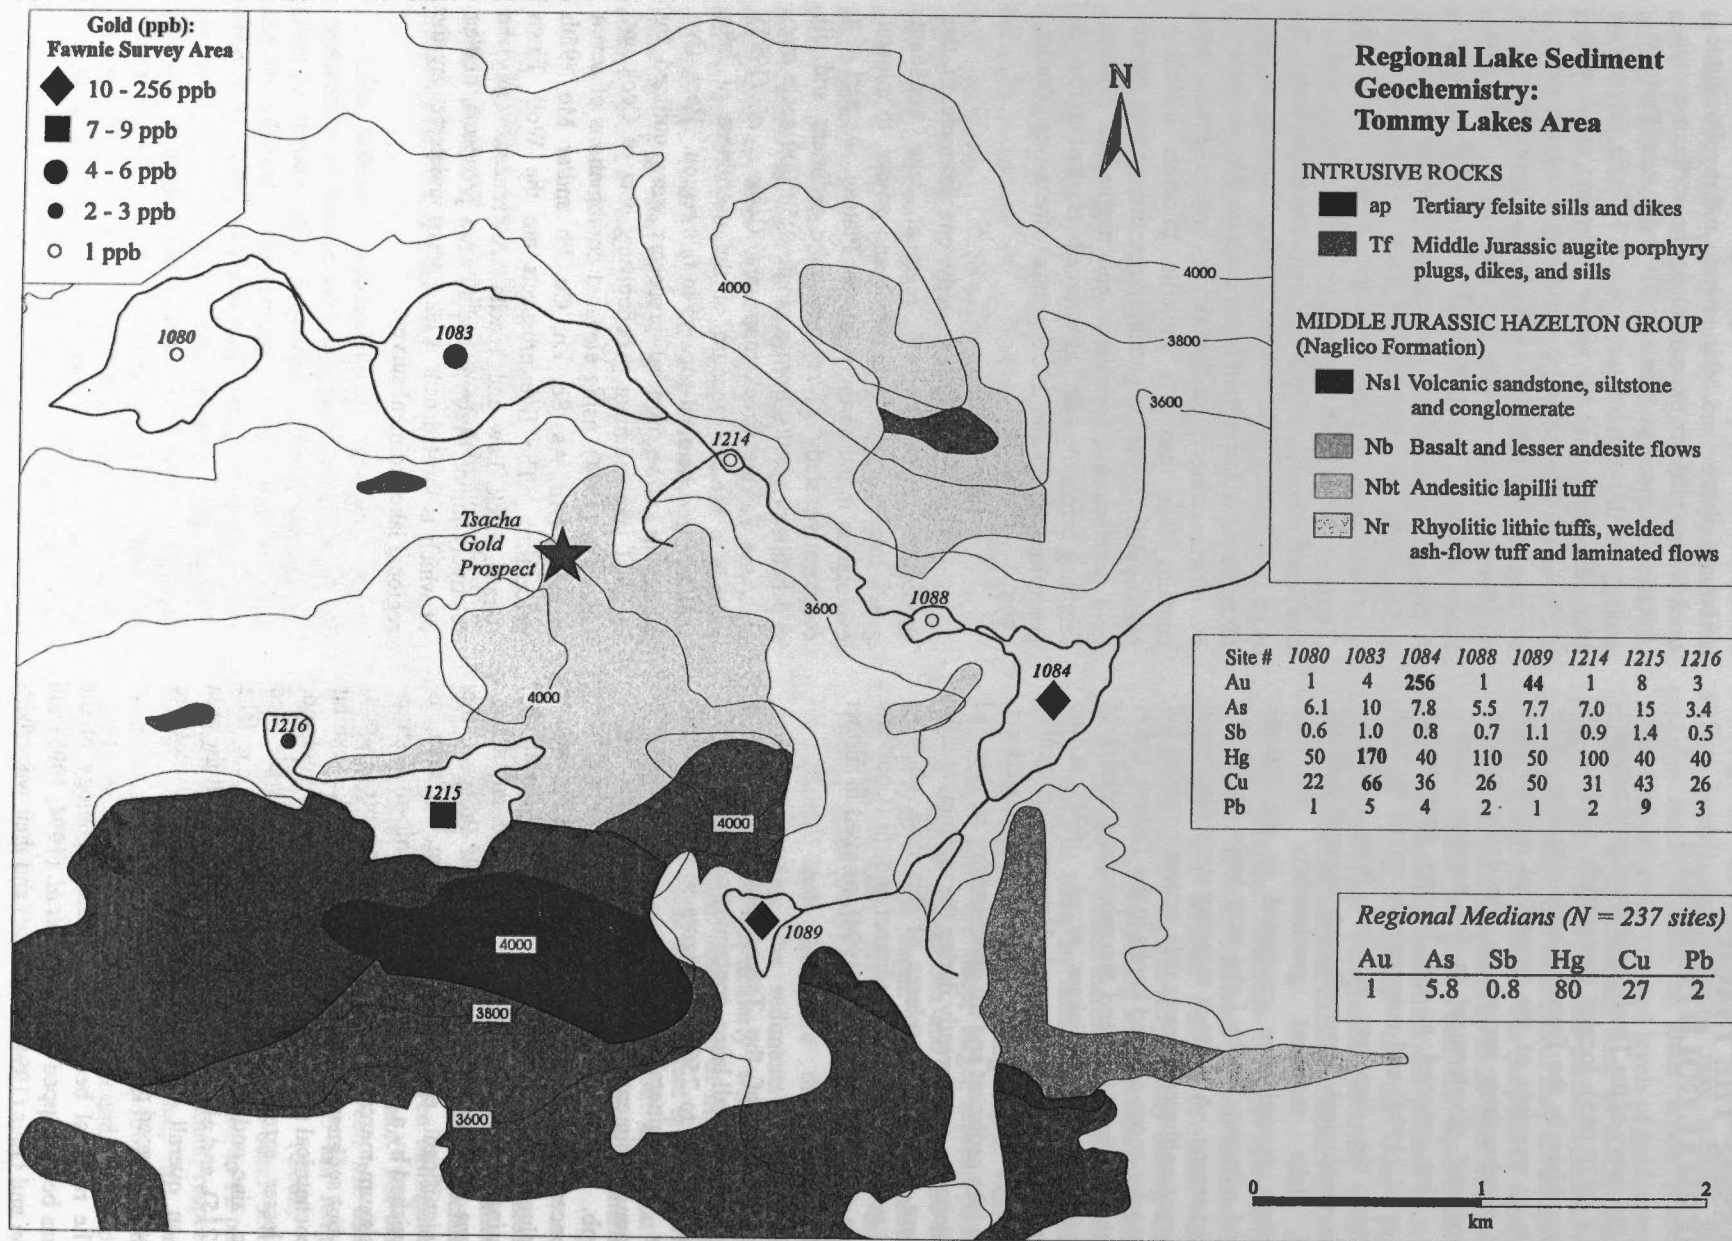 Gold (ppb):
Fawnie Survey Area
10 - 256 ppb
7 - 9 ppb
4 - 6 ppb
2 - 3 ppb
1 ppb
N
Regional Lake Sediment
Geochemistry:
Tommy Lakes Area
INTRUSIVE ROCKS
ap Tertiary felsite sills and dikes
Tf Middle Jurassic augite porphyry
plugs, dikes, and sills
MIDDLE JURASSIC HAZELTON GROUP
(Naglico Formation)
Ns1 Volcanic sandstone, siltstone
and conglomerate
Nb Basalt and lesser andesite flows
Nbt Andesitic lapilli tuff
Nr Rhyolitic lithic tuffs, welded
ash-flow tuff and laminated flows
4000
4000
3800
3600
1080
1083
1214
Tsacha
Gold
Prospect
1088
3600
1084
4000
1216
1215
4000
1089
4000
3800
3600
Site # 1080 1083 1084 1088 1089 1214 1215 1216
Au 1 4 256 1 44 1 8 3
As 6.1 10 7.8 5.5 7.7 7.0 15 3.4
Sb 0.6 1.0 0.8 0.7 1.1 0.9 1.4 0.5
Hg 50 170 40 110 50 100 40 40
Cu 22 66 36 26 50 31 43 26
Pb 1 5 4 2 1 2 9 3
Regional Medians (N = 237 sites)
Au As Sb Hg Cu Pb
1 5.8 0.8 80 27 2
0 1 2
km